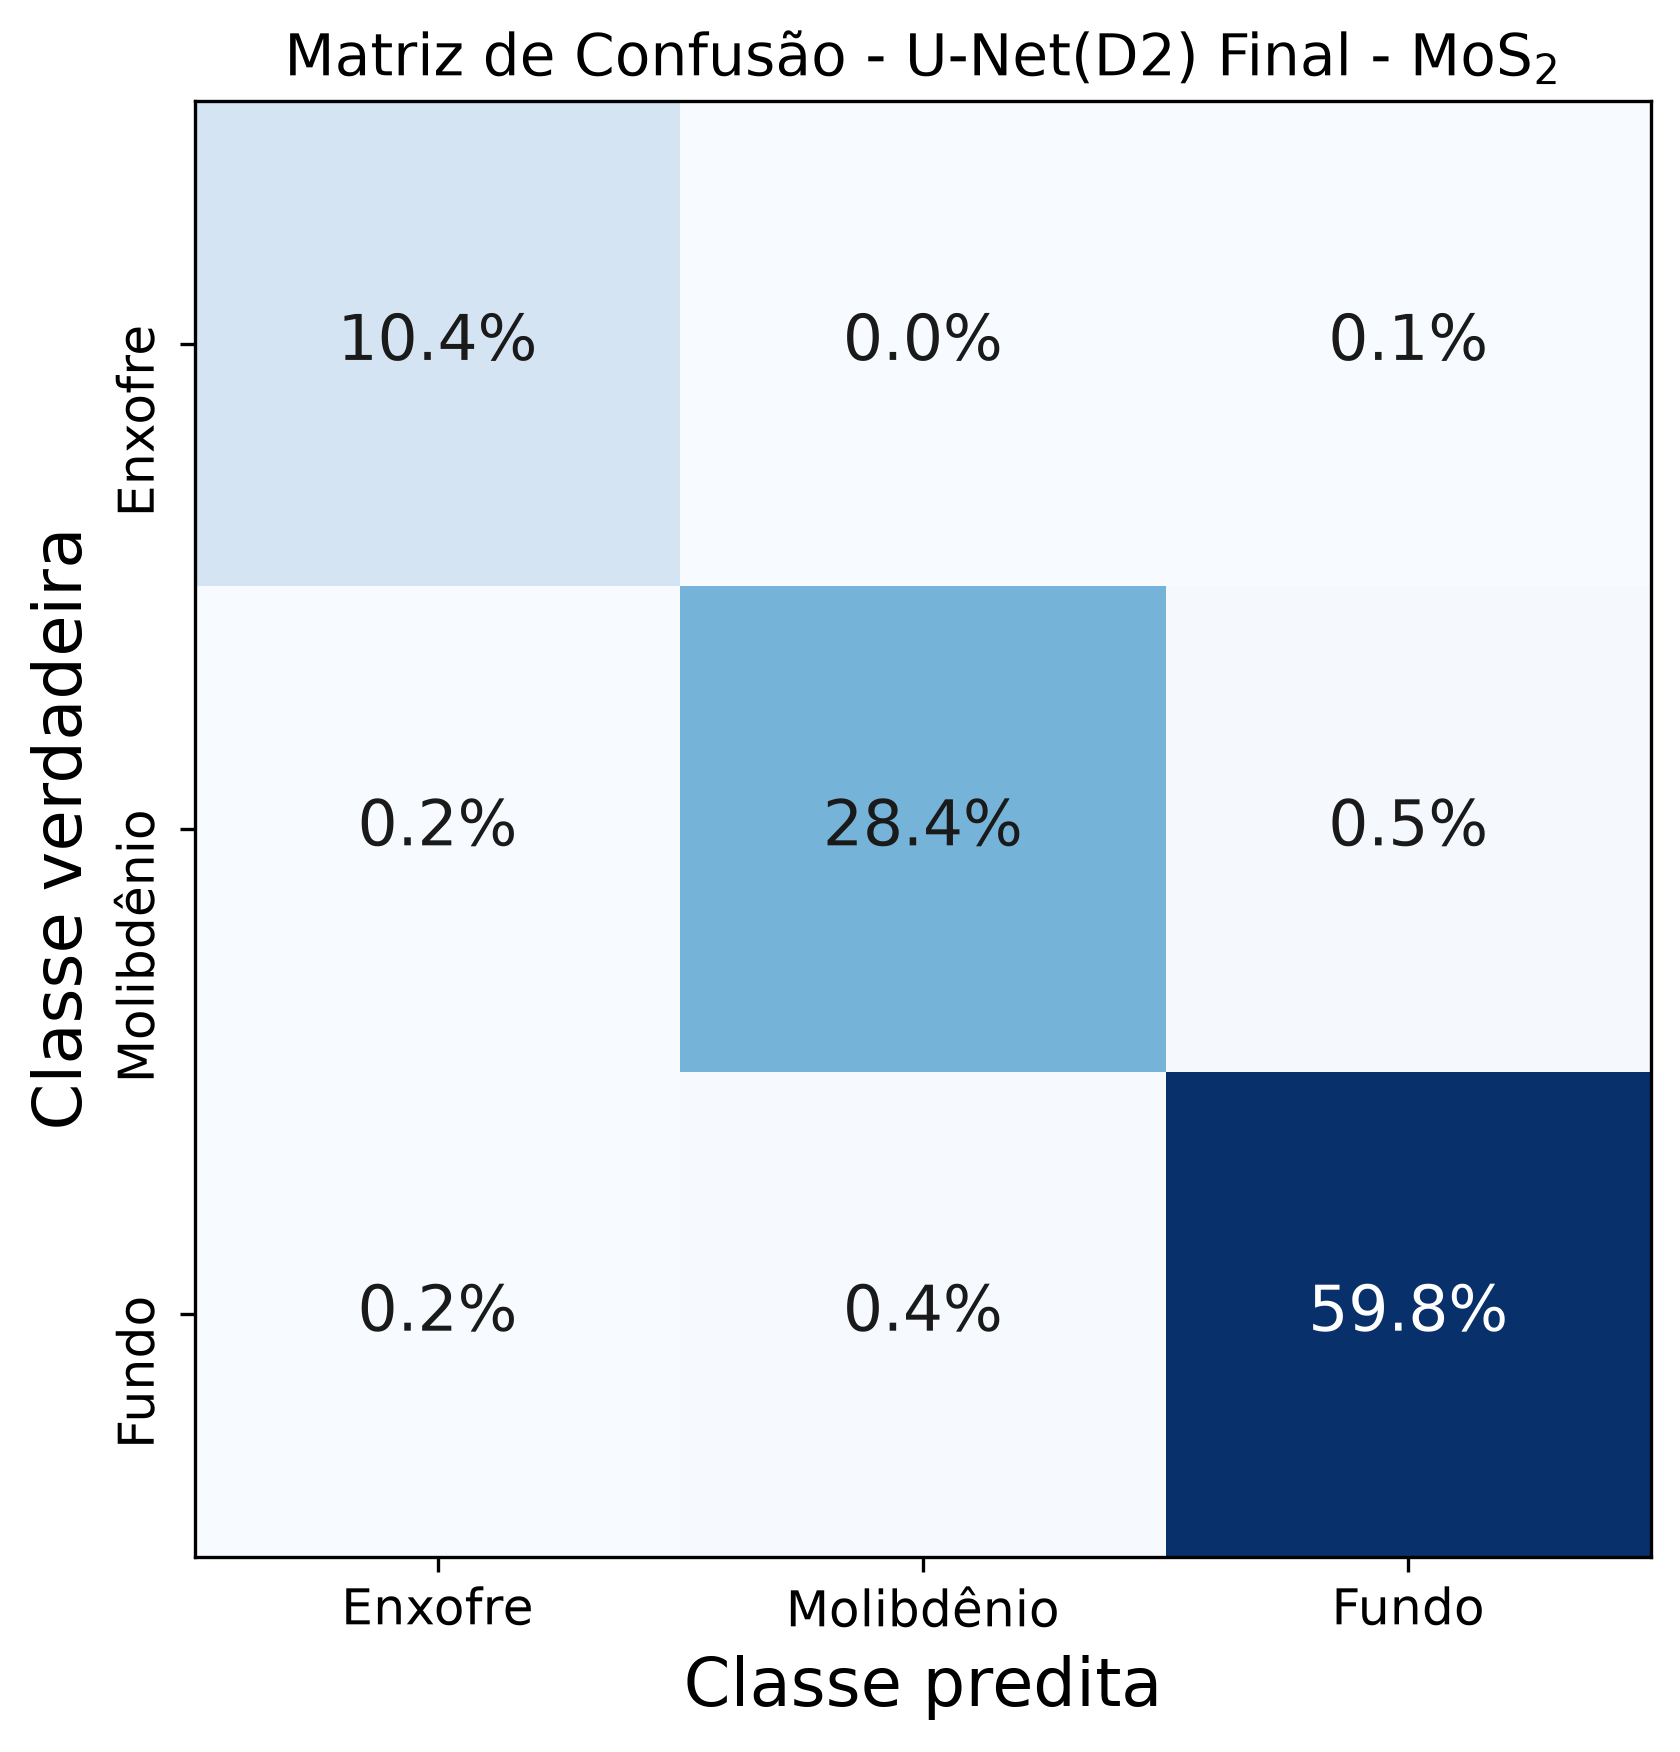 Matriz de Confusão - U-Net(D2) Final - MoS₂
Classe verdadeira
Enxofre
10.4%
0.0%
0.1%
Molibdênio
0.2%
28.4%
0.5%
Fundo
0.2%
0.4%
59.8%
Enxofre
Molibdênio
Fundo
Classe predita